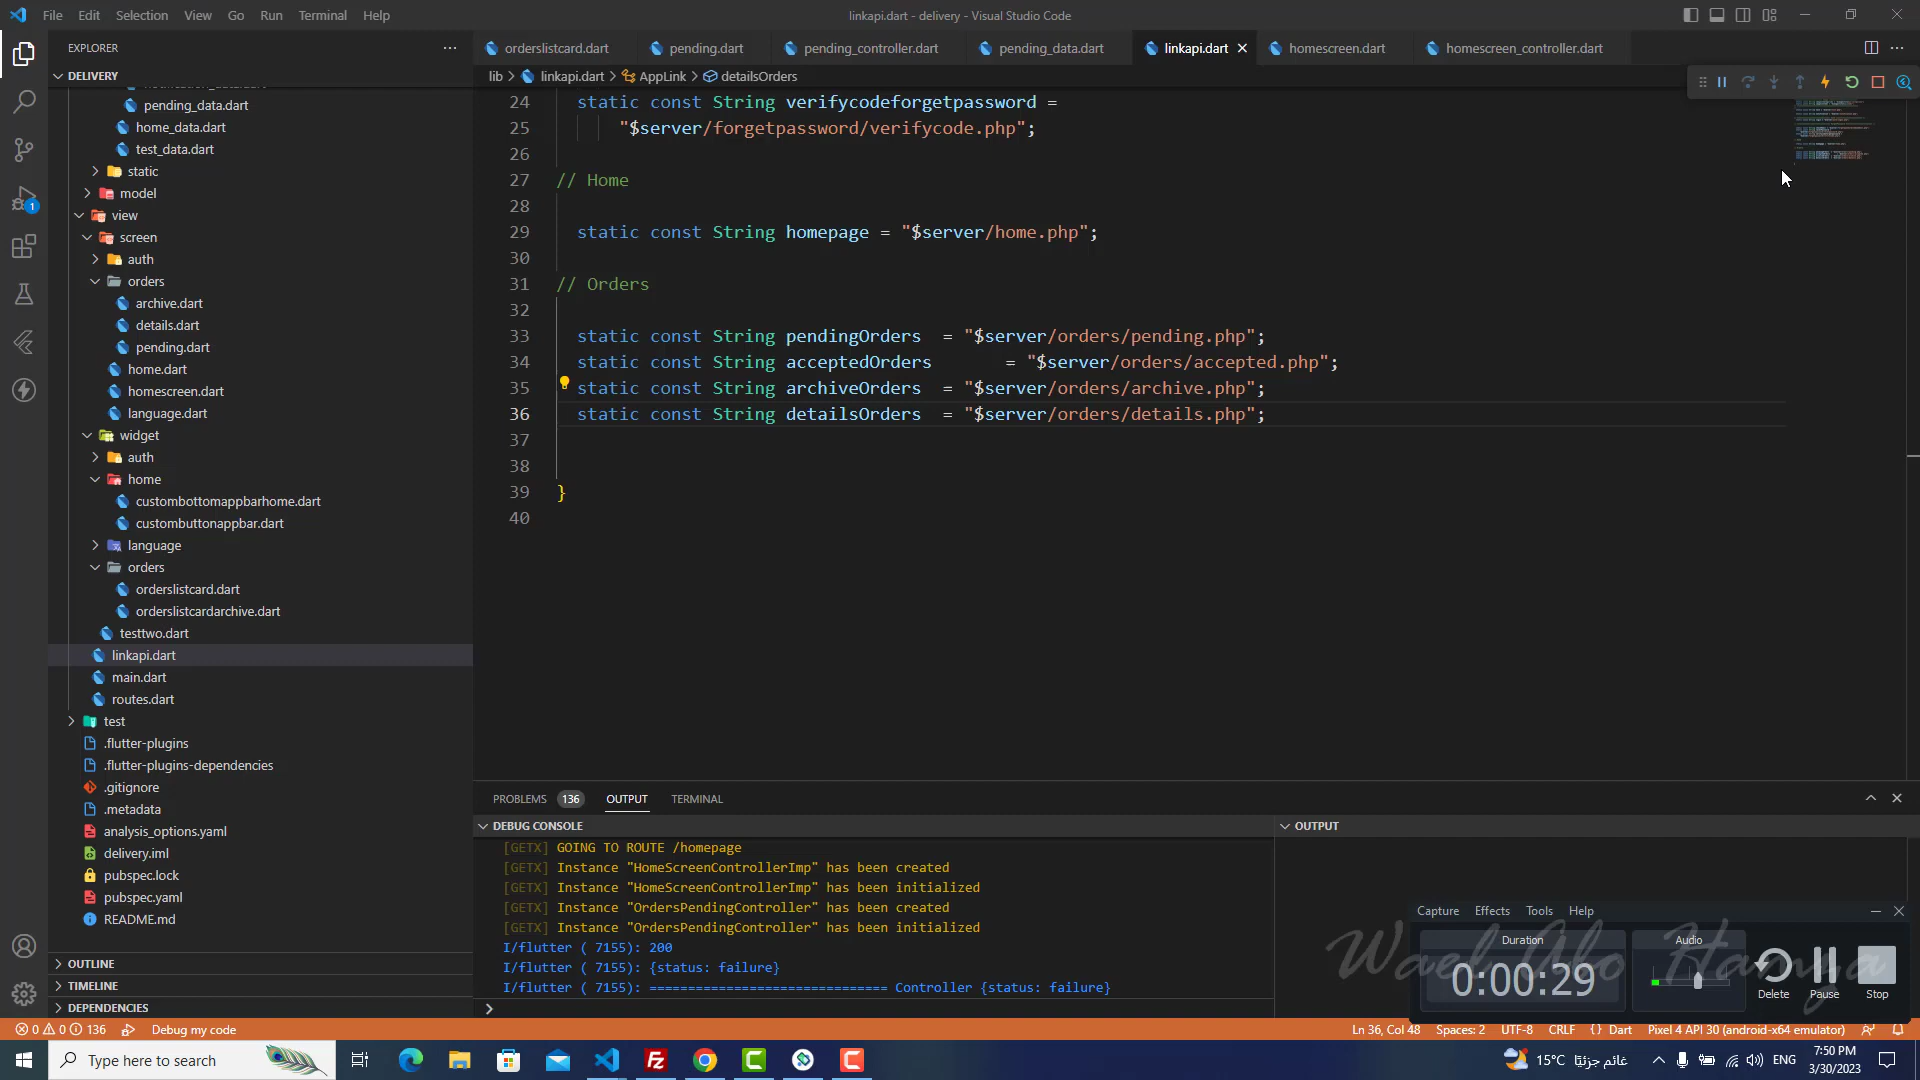 File Edit Selection View Go Run Terminal Help
linkapi.dart - delivery - Visual Studio Code
EXPLORER
orderslistcard.dart
pending.dart
pending_controller.dart
pending_data.dart
linkapi.dart
homescreen.dart
homescreen_controller.dart
DELIVERY
lib > linkapi.dart > AppLink > detailsOrders
pending_data.dart
home_data.dart
test_data.dart
static
model
view
screen
auth
orders
archive.dart
details.dart
pending.dart
home.dart
homescreen.dart
language.dart
widget
auth
home
custombottomappbarhome.dart
custombuttonappbar.dart
language
orders
orderslistcard.dart
orderslistcardarchive.dart
testtwo.dart
linkapi.dart
main.dart
routes.dart
test
.flutter-plugins
.flutter-plugins-dependencies
.gitignore
.metadata
analysis_options.yaml
delivery.iml
pubspec.lock
pubspec.yaml
README.md
OUTLINE
TIMELINE
DEPENDENCIES
1
24 static const String verifycodeforgetpassword =
25 "$server/forgetpassword/verifycode.php";
26
27 // Home
28
29 static const String homepage = "$server/home.php";
30
31 // Orders
32
33 static const String pendingOrders = "$server/orders/pending.php";
34 static const String acceptedOrders = "$server/orders/accepted.php";
35 static const String archiveOrders = "$server/orders/archive.php";
36 static const String detailsOrders = "$server/orders/details.php";
37
38
39 }
40
PROBLEMS 136 OUTPUT TERMINAL
DEBUG CONSOLE
OUTPUT
[GETX] GOING TO ROUTE /homepage
[GETX] Instance "HomeScreenControllerImp" has been created
[GETX] Instance "HomeScreenControllerImp" has been initialized
[GETX] Instance "OrdersPendingController" has been created
[GETX] Instance "OrdersPendingController" has been initialized
I/flutter ( 7155): 200
I/flutter ( 7155): {status: failure}
I/flutter ( 7155): =============================== Controller {status: failure}
Capture Effects Tools Help
Duration
0:00:29
Audio
Delete
Pause
Stop
Wael Abo Hamza
0 0 136 Debug my code
Ln 36, Col 48 Spaces: 2 UTF-8 CRLF {} Dart Pixel 4 API 30 (android-x64 emulator)
Type here to search
15°C غائم جزئيًا
ENG
7:50 PM
3/30/2023